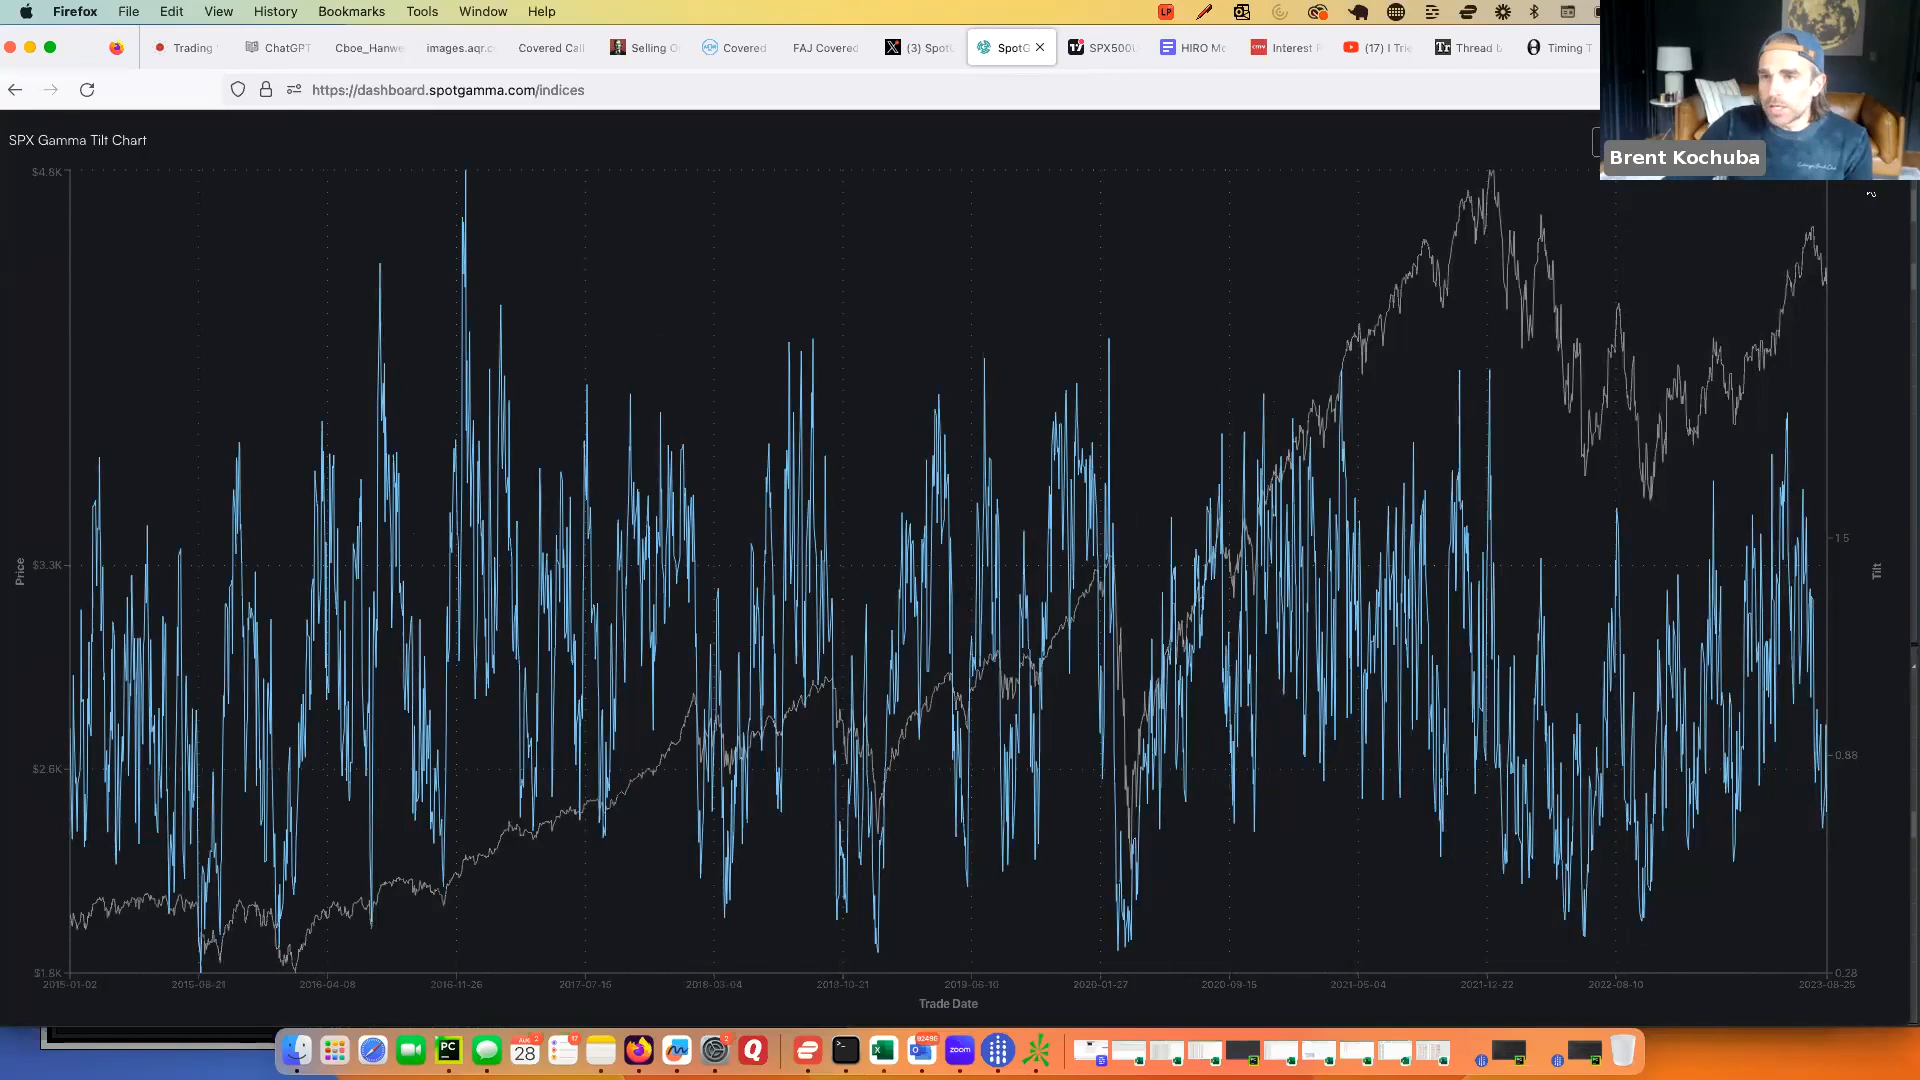 Firefox File Edit View History Bookmarks Tools Window Help
Trading ChatGPT Cboe_Hanwe images.aqr.c Covered Call Selling O Covered FAJ Covered (3) Spot SpotG SPX500 HIRO Mo Interest (17) I Trie Thread Timing T
https://dashboard.spotgamma.com/indices
Brent Kochuba
SPX Gamma Tilt Chart
$4.8K
1.5
Price
$3.3K
Tilt
$2.6K
0.88
$1.8K
0.28
2015-01-02 2015-08-21 2016-04-08 2016-11-26 2017-07-15 2018-03-04 2018-10-21 2019-06-10 2020-01-27 2020-09-15 2021-05-04 2021-12-22 2022-08-10 2023-08-25
Trade Date
AUG
28
zoom